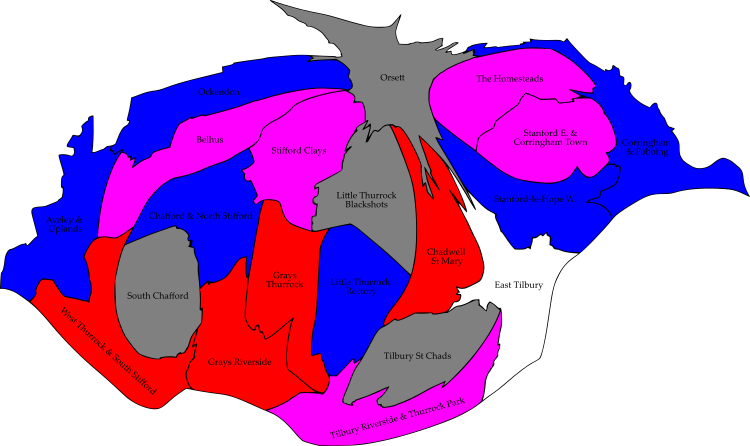 Orsett
The Homesteads
Ockendon
Belhus
Stifford Clays
Stanford E. &
Corringham Town
Corringham
& Fobbing
Aveley &
Uplands
Chafford & North Stifford
Little Thurrock
Blackshots
Stanford-le-Hope W.
Chadwell
St Mary
Grays
Thurrock
Little Thurrock
Rectory
East Tilbury
South Chafford
West Thurrock & South Stifford
Grays Riverside
Tilbury St Chads
Tilbury Riverside & Thurrock Park